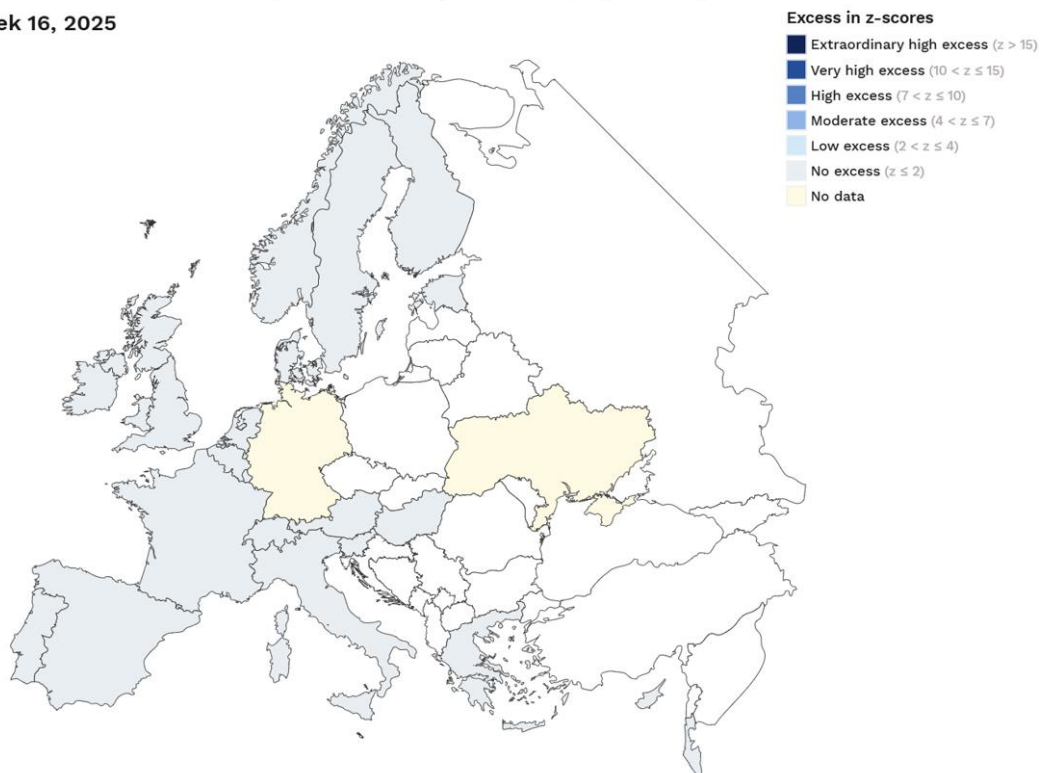 ek 16, 2025
Excess in z-scores
Extraordinary high excess (z > 15)
Very high excess (10 < z ≤ 15)
High excess (7 < z ≤ 10)
Moderate excess (4 < z ≤ 7)
Low excess (2 < z ≤ 4)
No excess (z ≤ 2)
No data